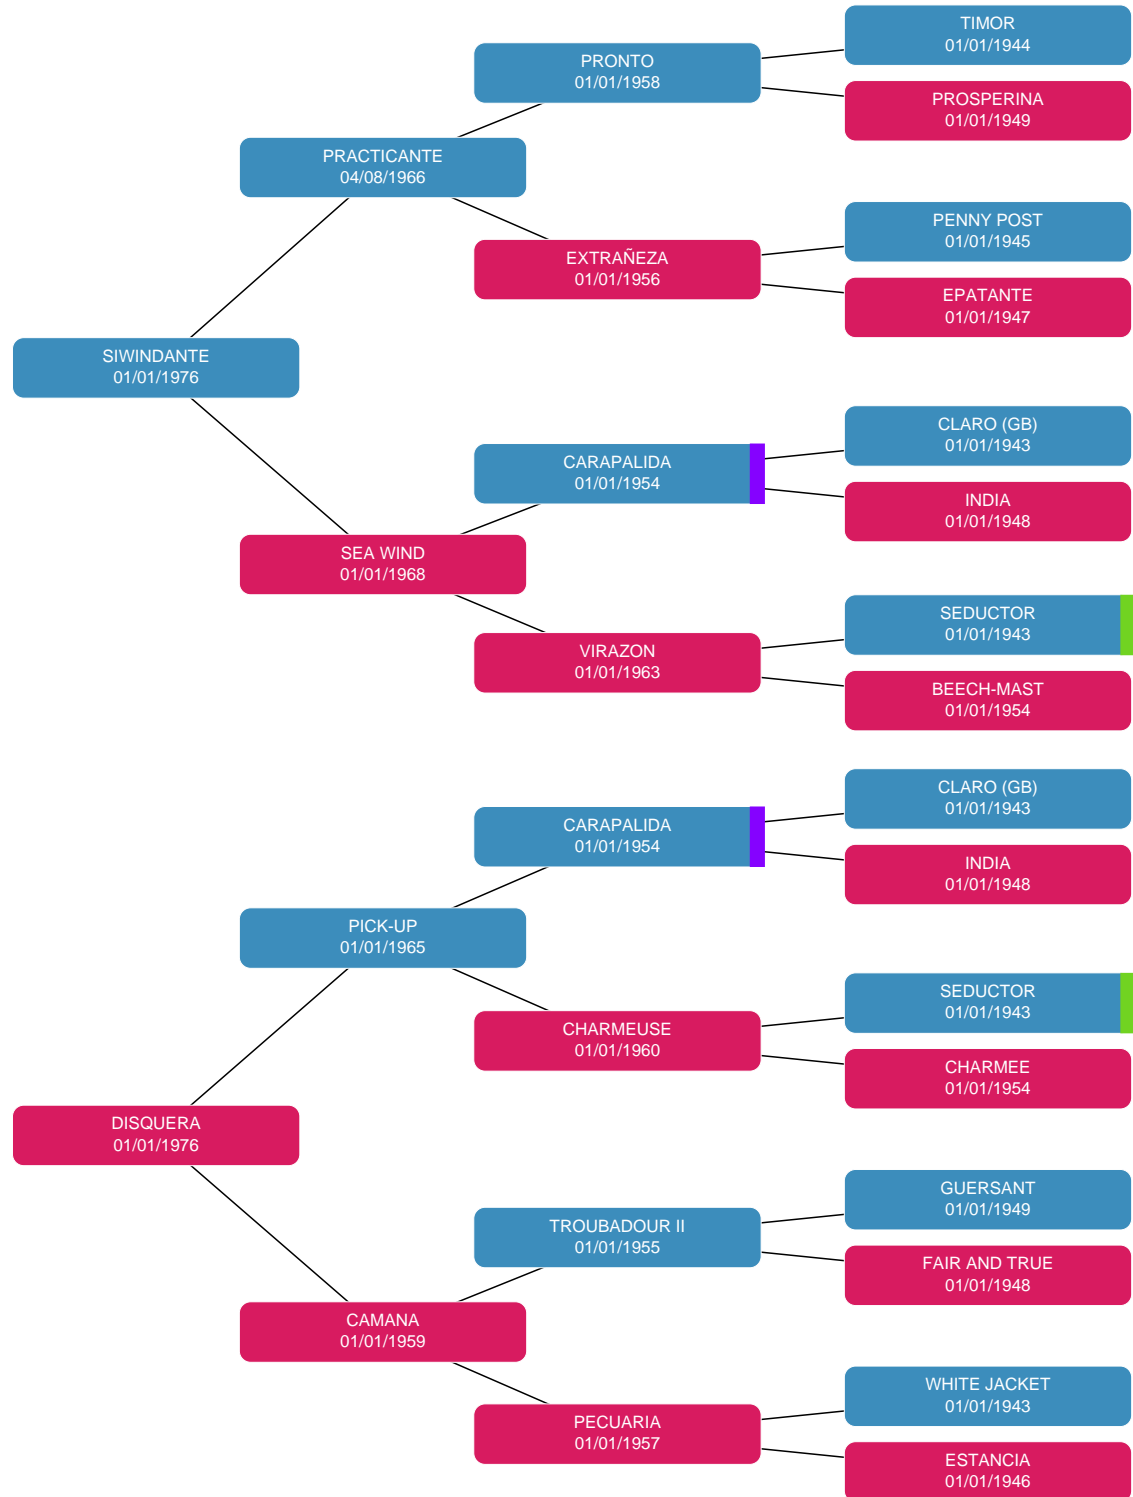 TIMOR
01/01/1944
PRONTO
01/01/1958
PROSPERINA
01/01/1949
PRACTICANTE
04/08/1966
PENNY POST
01/01/1945
EXTRAÑEZA
01/01/1956
EPATANTE
01/01/1947
SIWINDANTE
01/01/1976
CLARO (GB)
01/01/1943
CARAPALIDA
01/01/1954
INDIA
01/01/1948
SEA WIND
01/01/1968
SEDUCTOR
01/01/1943
VIRAZON
01/01/1963
BEECH-MAST
01/01/1954
CLARO (GB)
01/01/1943
CARAPALIDA
01/01/1954
INDIA
01/01/1948
PICK-UP
01/01/1965
SEDUCTOR
01/01/1943
CHARMEUSE
01/01/1960
CHARMEE
01/01/1954
DISQUERA
01/01/1976
GUERSANT
01/01/1949
TROUBADOUR II
01/01/1955
FAIR AND TRUE
01/01/1948
CAMANA
01/01/1959
WHITE JACKET
01/01/1943
PECUARIA
01/01/1957
ESTANCIA
01/01/1946